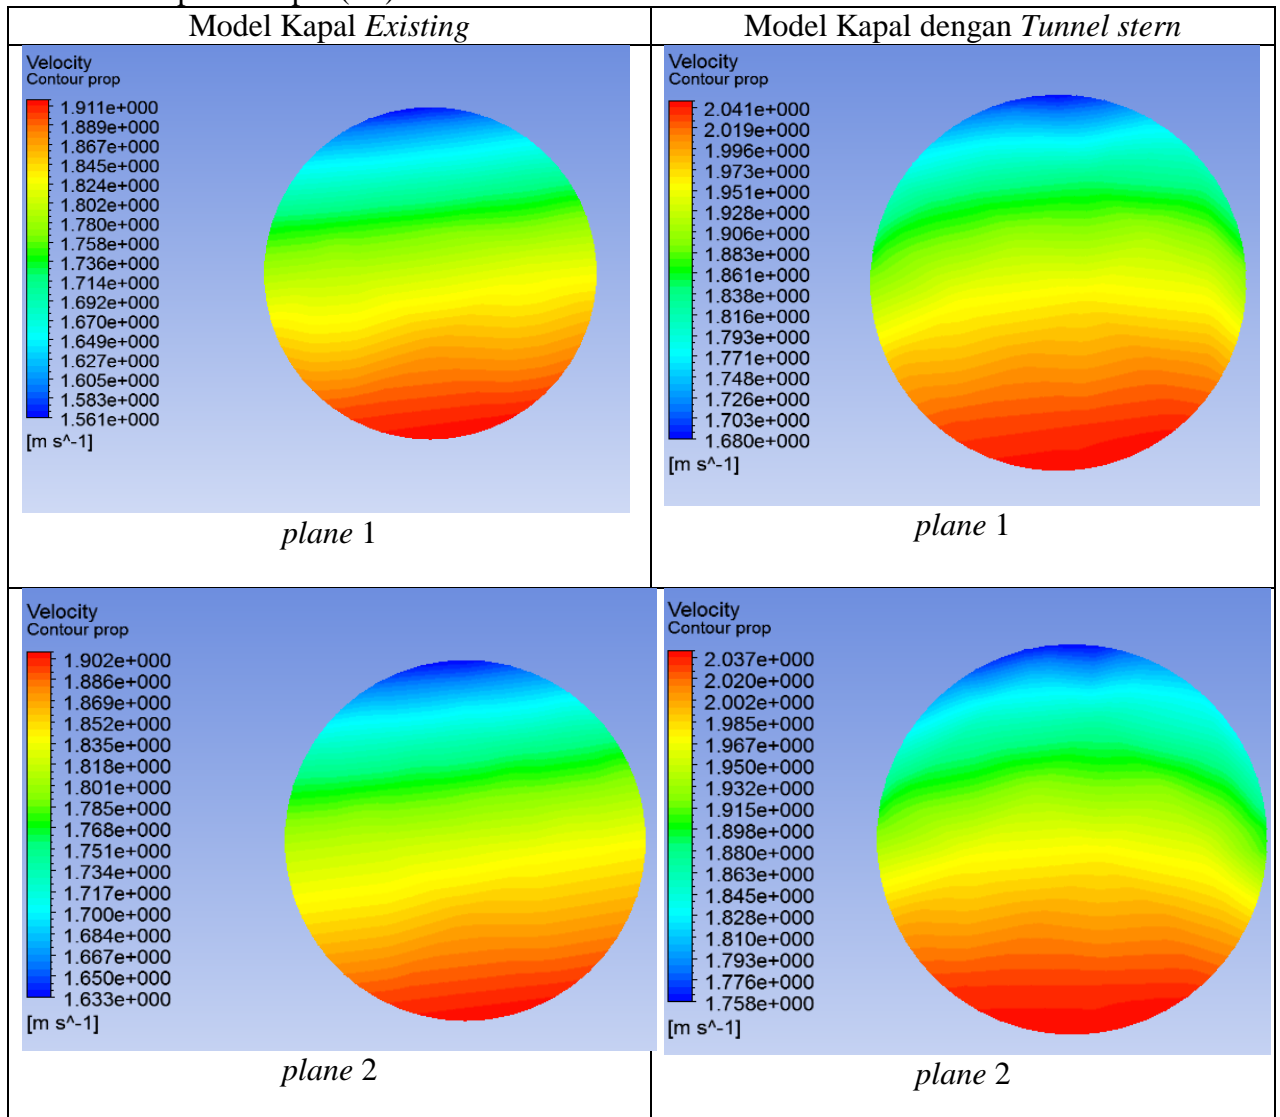 Model Kapal Existing
Model Kapal dengan Tunnel stern
Velocity
Contour prop
1.911e+000
1.889e+000
1.867e+000
1.845e+000
1.824e+000
1.802e+000
1.780e+000
1.758e+000
1.736e+000
1.714e+000
1.692e+000
1.670e+000
1.649e+000
1.627e+000
1.605e+000
1.583e+000
1.561e+000
[m s^-1]
plane 1
Velocity
Contour prop
2.041e+000
2.019e+000
1.996e+000
1.973e+000
1.951e+000
1.928e+000
1.906e+000
1.883e+000
1.861e+000
1.838e+000
1.816e+000
1.793e+000
1.771e+000
1.748e+000
1.726e+000
1.703e+000
1.680e+000
[m s^-1]
plane 1
Velocity
Contour prop
1.902e+000
1.886e+000
1.869e+000
1.852e+000
1.835e+000
1.818e+000
1.801e+000
1.785e+000
1.768e+000
1.751e+000
1.734e+000
1.717e+000
1.700e+000
1.684e+000
1.667e+000
1.650e+000
1.633e+000
[m s^-1]
plane 2
Velocity
Contour prop
2.037e+000
2.020e+000
2.002e+000
1.985e+000
1.967e+000
1.950e+000
1.932e+000
1.915e+000
1.898e+000
1.880e+000
1.863e+000
1.845e+000
1.828e+000
1.810e+000
1.793e+000
1.776e+000
1.758e+000
[m s^-1]
plane 2